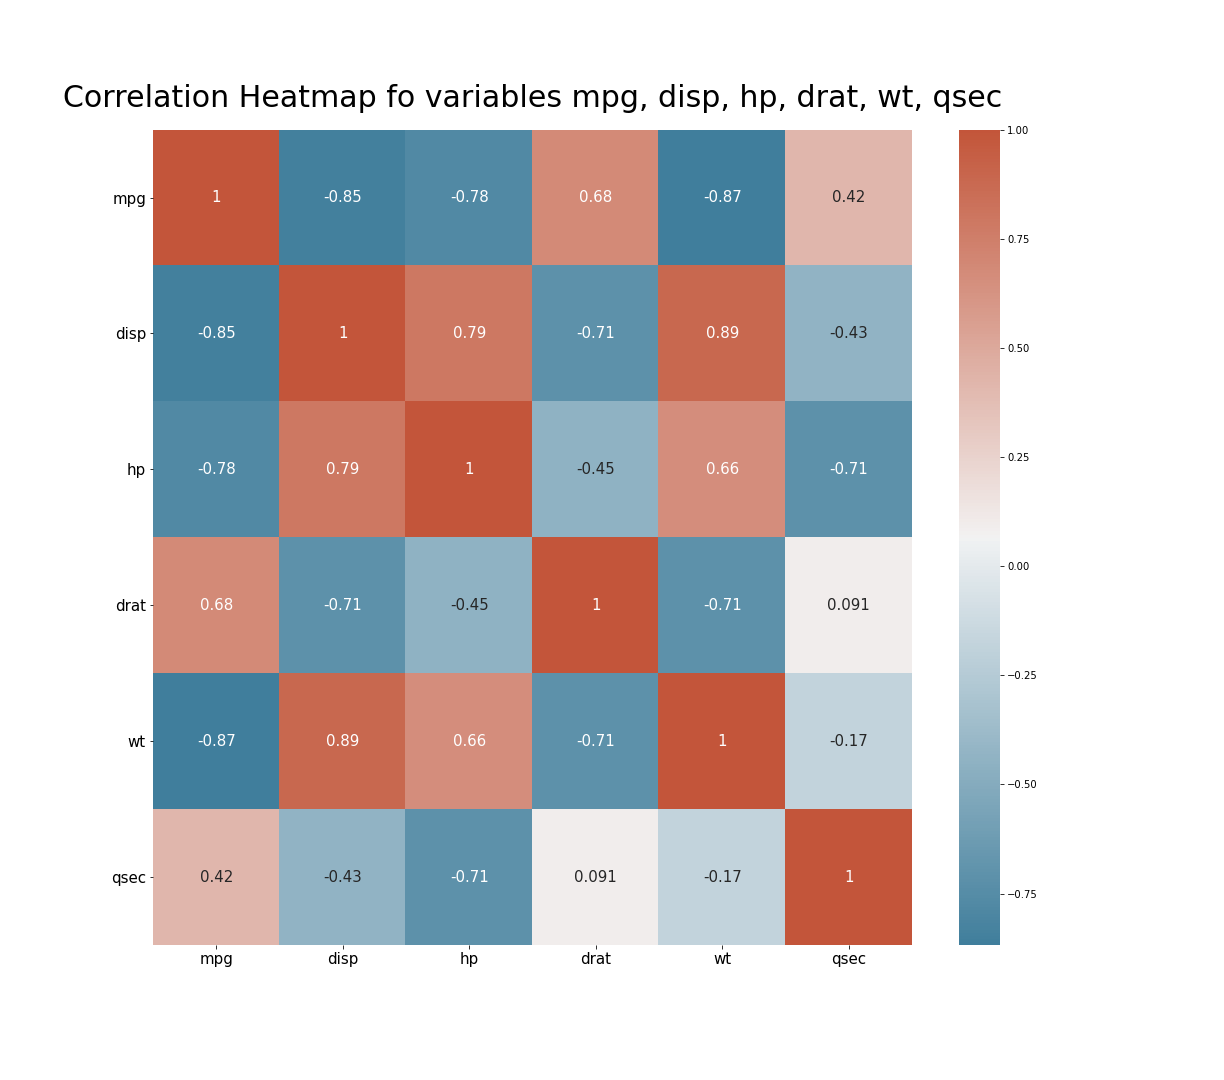 Correlation Heatmap fo variables mpg, disp, hp, drat, wt, qsec
mpg 1 -0.85 -0.78 0.68 -0.87 0.42
disp -0.85 1 0.79 -0.71 0.89 -0.43
hp -0.78 0.79 1 -0.45 0.66 -0.71
drat 0.68 -0.71 -0.45 1 -0.71 0.091
wt -0.87 0.89 0.66 -0.71 1 -0.17
qsec 0.42 -0.43 -0.71 0.091 -0.17 1
mpg disp hp drat wt qsec
1.00
0.75
0.50
0.25
0.00
−0.25
−0.50
−0.75